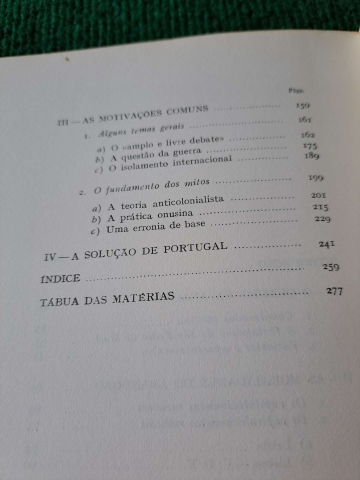 Págs.
III — AS MOTIVAÇÕES COMUNS 159
1. Alguns temas gerais 161
a) O «amplo e livre debate» 162
b) A questão da guerra 175
c) O isolamento internacional 189
2. O fundamento dos mitos 199
a) A teoria anticolonialista 201
b) A prática onusina 215
c) Uma erronia de base 229
IV — A SOLUÇÃO DE PORTUGAL 241
ÍNDICE 259
TÁBUA DAS MATÉRIAS 277